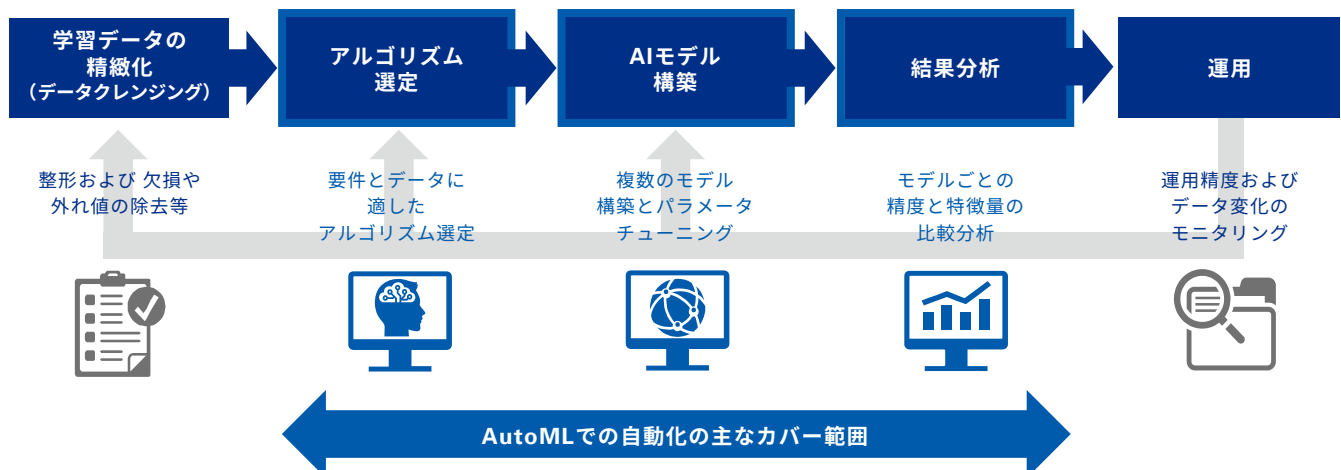 学習データの
精緻化
（データクレンジング）
アルゴリズム
選定
AIモデル
構築
結果分析
運用
整形および 欠損や
外れ値の除去等
要件とデータに
適した
アルゴリズム選定
複数のモデル
構築とパラメータ
チューニング
モデルごとの
精度と特徴量の
比較分析
運用精度および
データ変化の
モニタリング
AutoMLでの自動化の主なカバー範囲